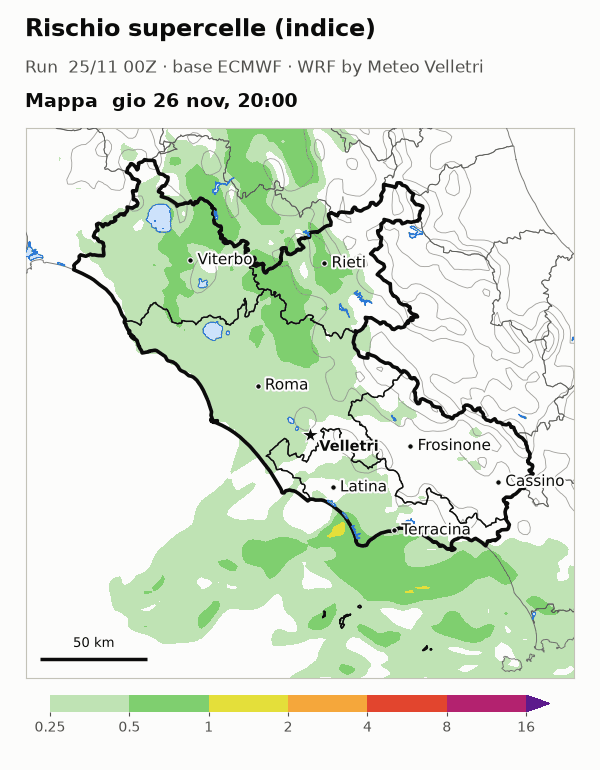 Rischio supercelle (indice)
Run  25/11 00Z · base ECMWF · WRF by Meteo Velletri
Mappa  gio 26 nov, 20:00
Viterbo
Rieti
Roma
Velletri
Frosinone
Cassino
Latina
Terracina
50 km
0.25 0.5 1 2 4 8 16